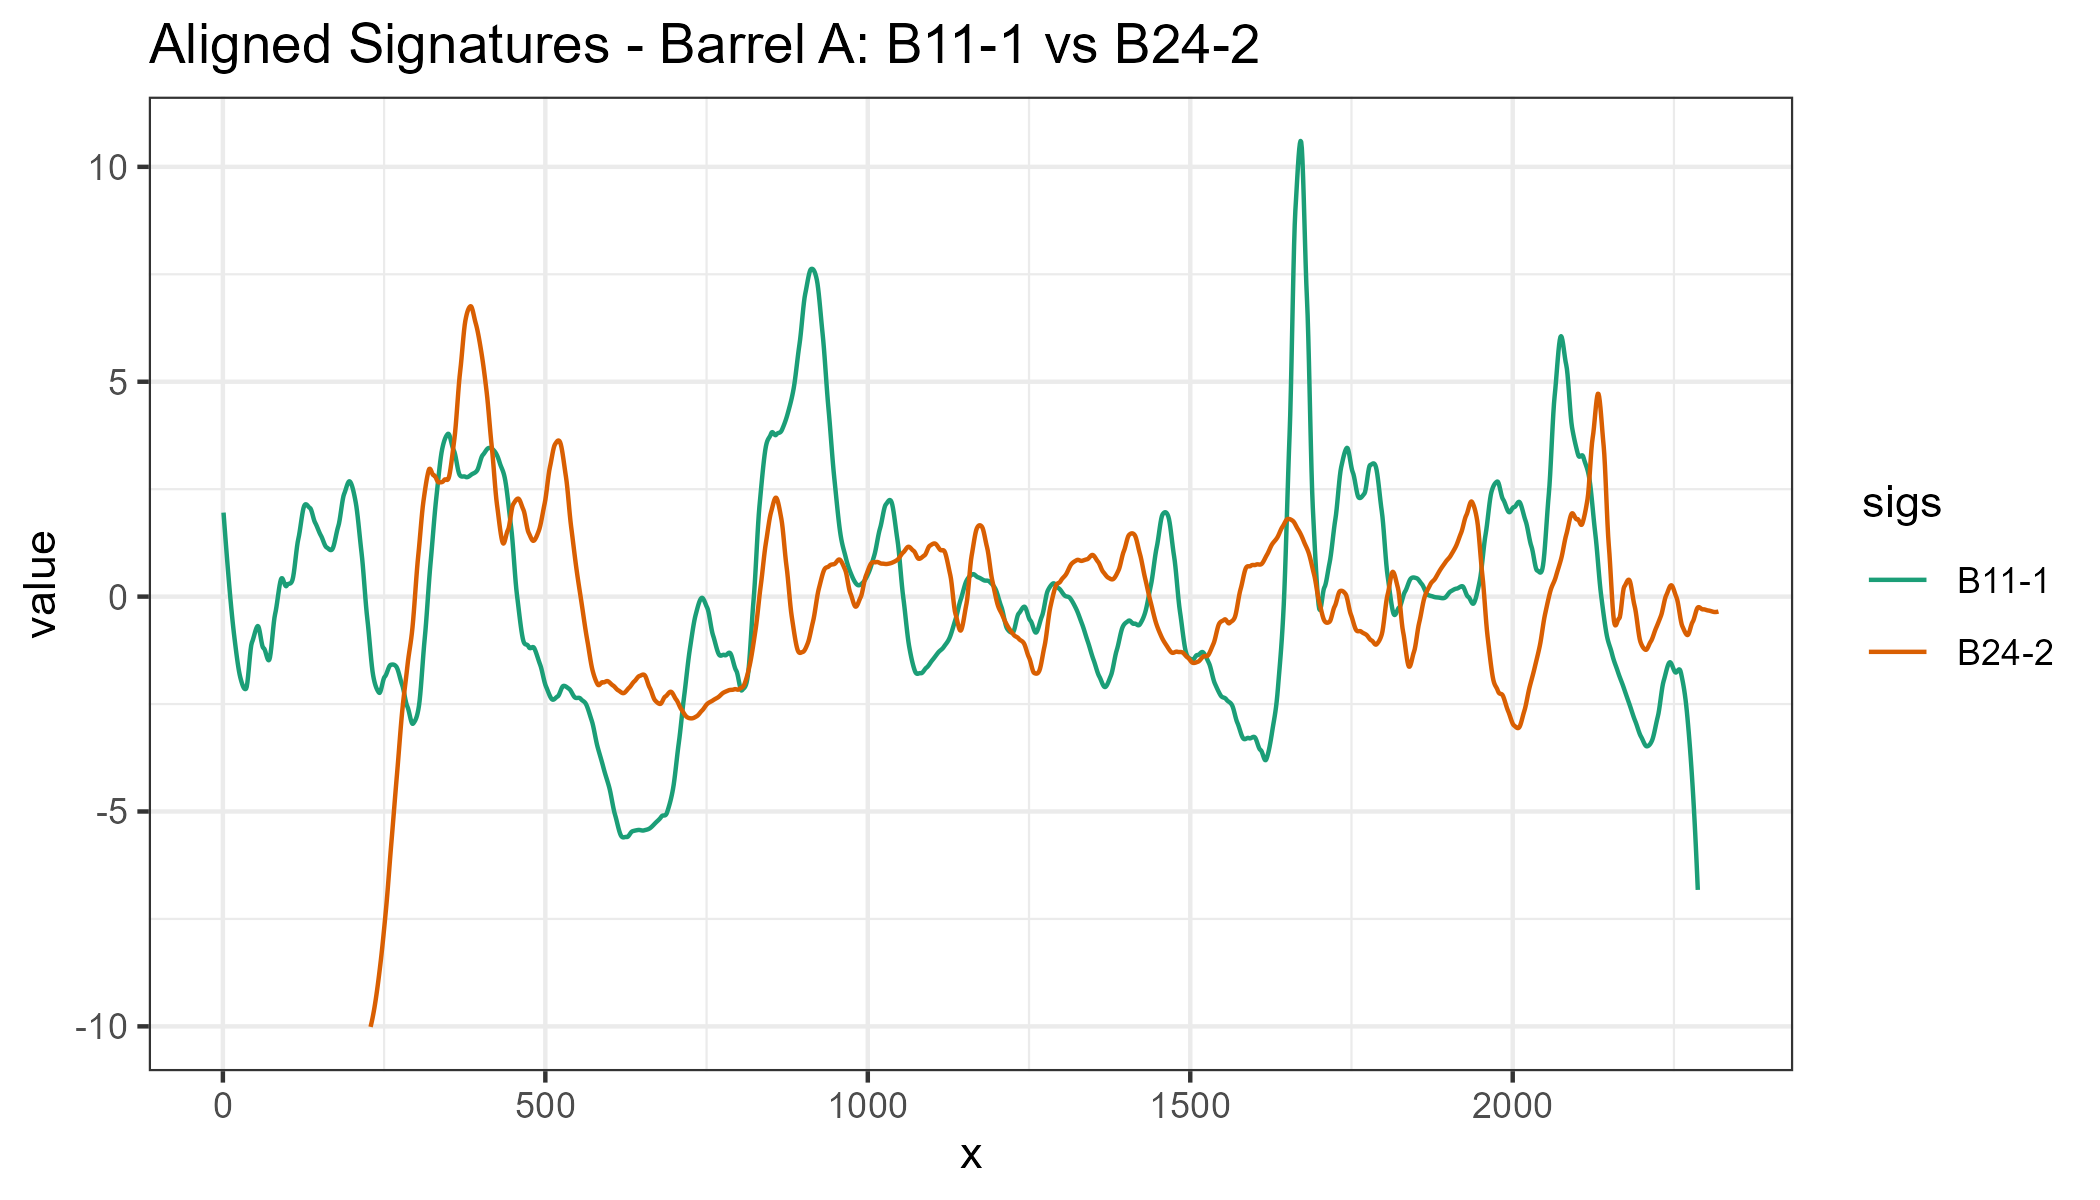 Aligned Signatures - Barrel A: B11-1 vs B24-2
value
10
5
0
-5
-10
0 500 1000 1500 2000
x
sigs
B11-1
B24-2